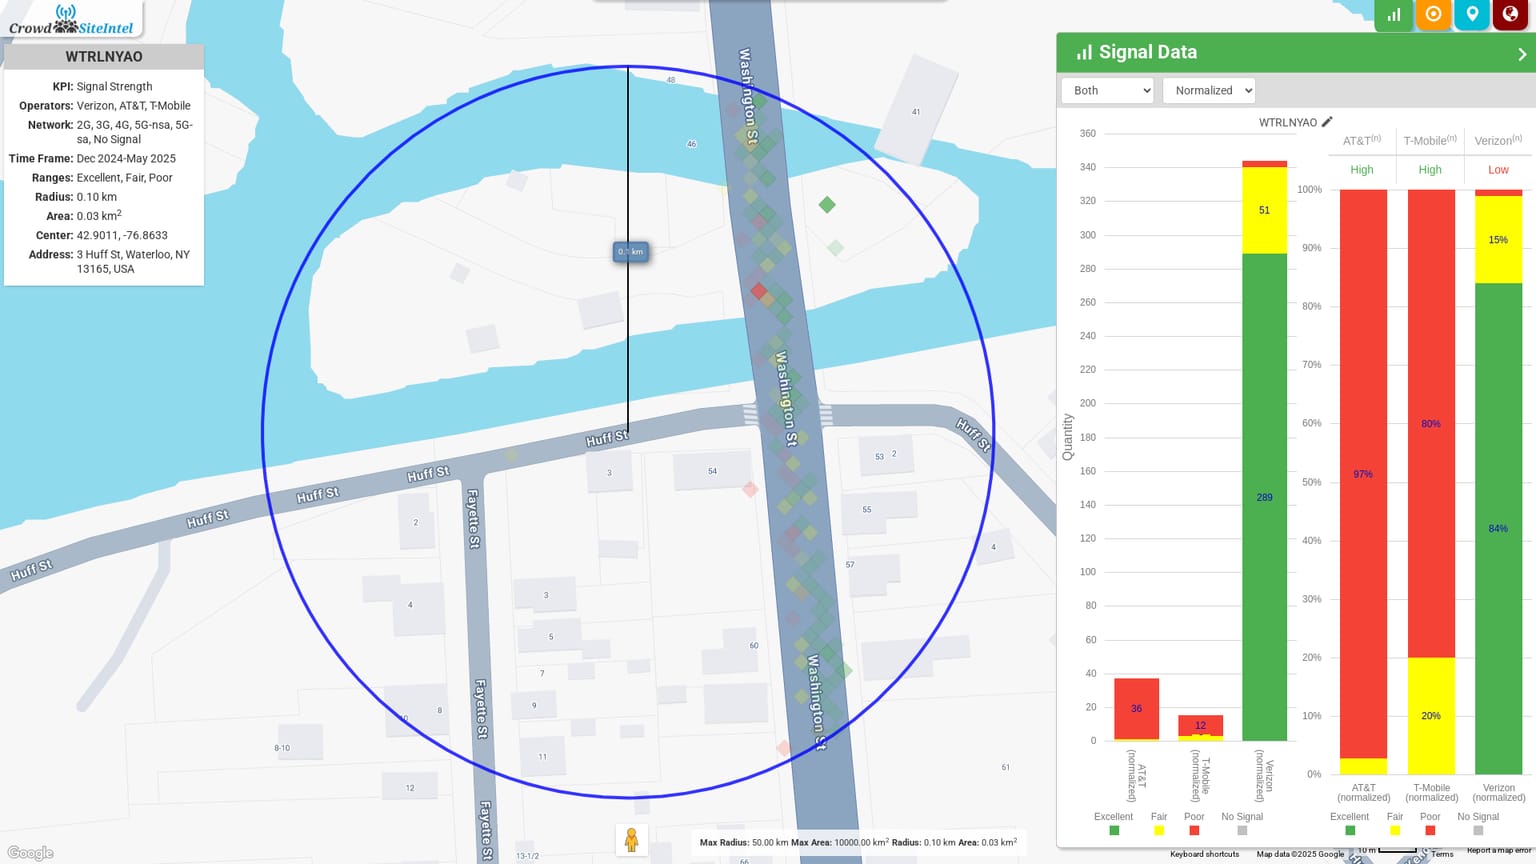 Crowd SiteIntel
WTRLNYAO
KPI: Signal Strength
Operators: Verizon, AT&T, T-Mobile
Network: 2G, 3G, 4G, 5G-nsa, 5G-
sa, No Signal
Time Frame: Dec 2024-May 2025
Ranges: Excellent, Fair, Poor
Radius: 0.10 km
Area: 0.03 km²
Center: 42.9011, -76.8633
Address: 3 Huff St, Waterloo, NY
13165, USA
48
46
41
Washington St
0.1 km
Washington St
Huff St
Huff St
Huff St
Huff St
Huff St
Huff St
Fayette St
3
54
53
2
2
55
4
57
4
3
5
60
7
Washington St
Fayette St
9
8
10
8-10
11
61
12
Fayette St
13-1/2
66
Google
Max Radius: 50.00 km Max Area: 10000.00 km² Radius: 0.10 km Area: 0.03 km²
Keyboard shortcuts
Map data ©2025 Google
10 m
Terms
Report a map error
Signal Data
Both
Normalized
WTRLNYAO
Quantity
360
340
320
300
280
260
240
220
200
180
160
140
120
100
80
60
40
20
0
36
12
51
289
AT&T
(normalized)
T-Mobile
(normalized)
Verizon
(normalized)
Excellent
Fair
Poor
No Signal
AT&T(n)
T-Mobile(n)
Verizon(n)
High
High
Low
100%
90%
80%
70%
60%
50%
40%
30%
20%
10%
0%
97%
80%
20%
15%
84%
AT&T
(normalized)
T-Mobile
(normalized)
Verizon
(normalized)
Excellent
Fair
Poor
No Signal